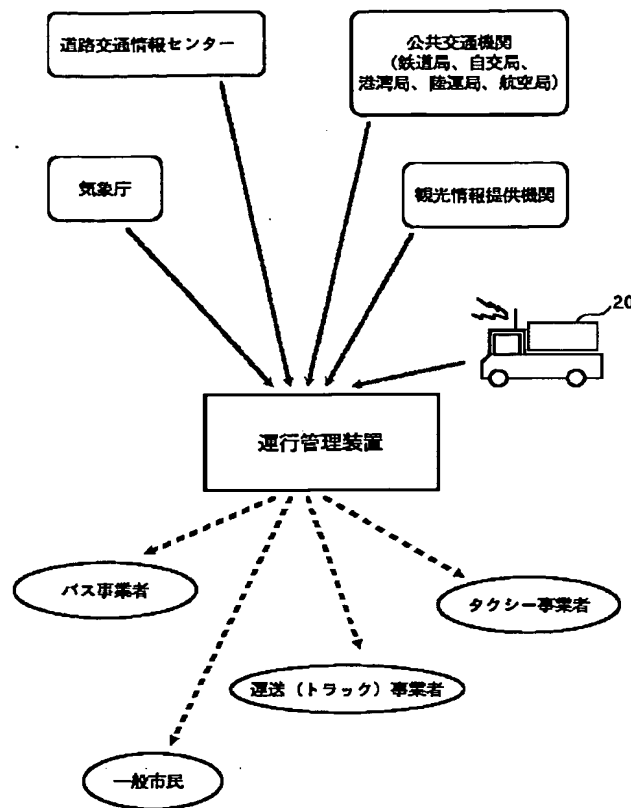 道路交通情報センター
公共交通機関
（鉄道局、自交局、
港湾局、陸運局、航空局）
気象庁
観光情報提供機関
20
運行管理装置
バス事業者
タクシー事業者
運送（トラック）事業者
一般市民